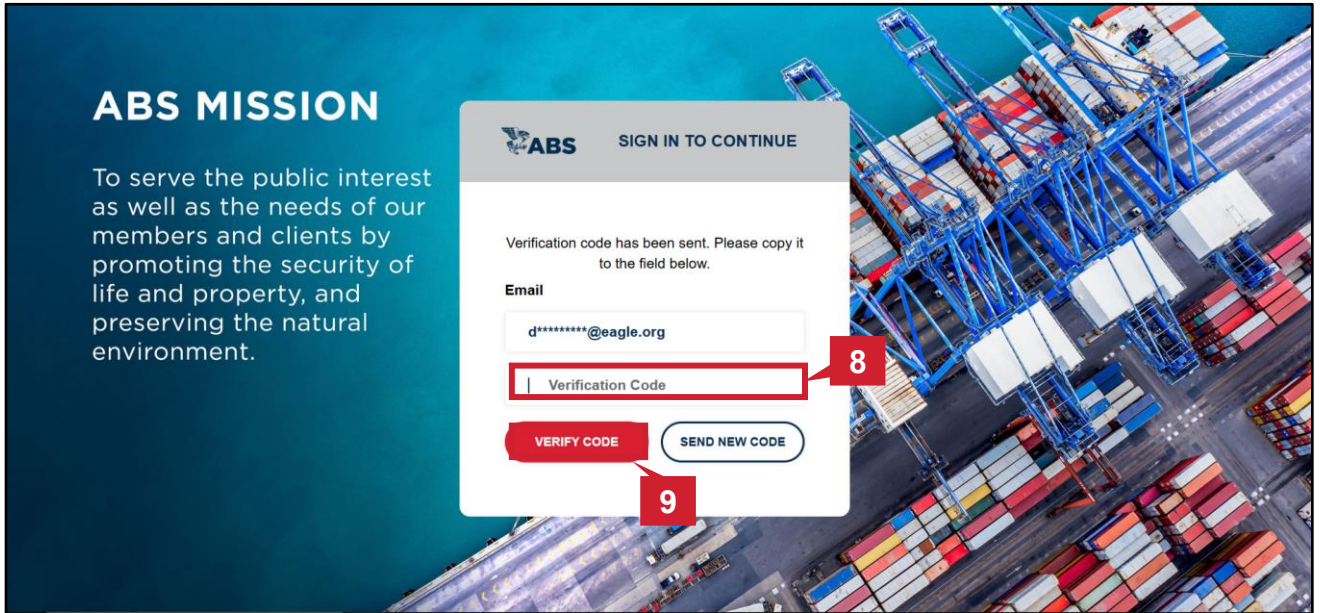 ABS MISSION
To serve the public interest
as well as the needs of our
members and clients by
promoting the security of
life and property, and
preserving the natural
environment.
ABS
SIGN IN TO CONTINUE
Verification code has been sent. Please copy it
to the field below.
Email
d*********@eagle.org
Verification Code
8
VERIFY CODE
SEND NEW CODE
9